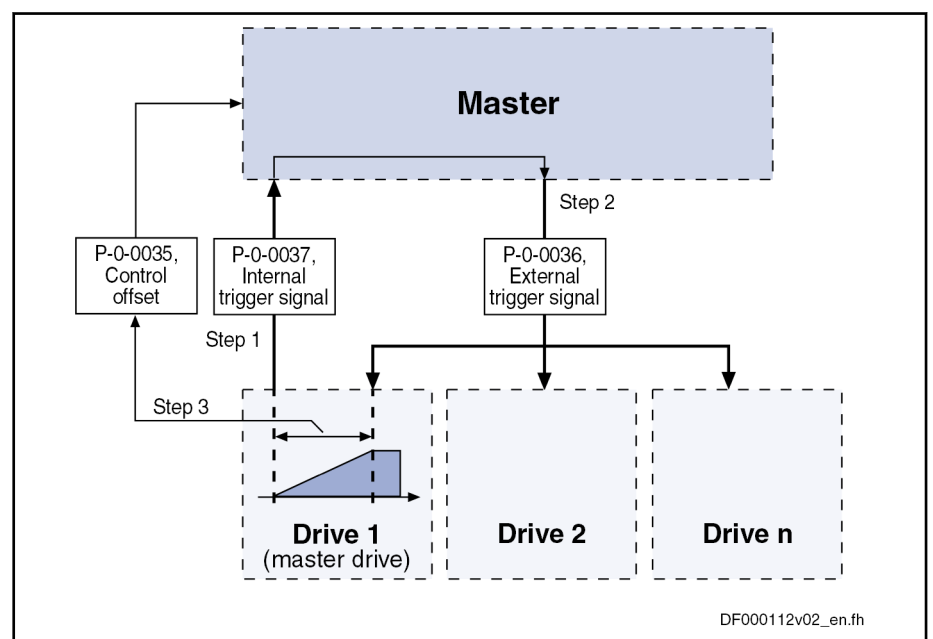 Master
Step 2
P-0-0035,
Control
offset
P-0-0037,
Internal
trigger signal
P-0-0036,
External
trigger signal
Step 1
Step 3
Drive 1
(master drive)
Drive 2
Drive n
DF000112v02_en.fh